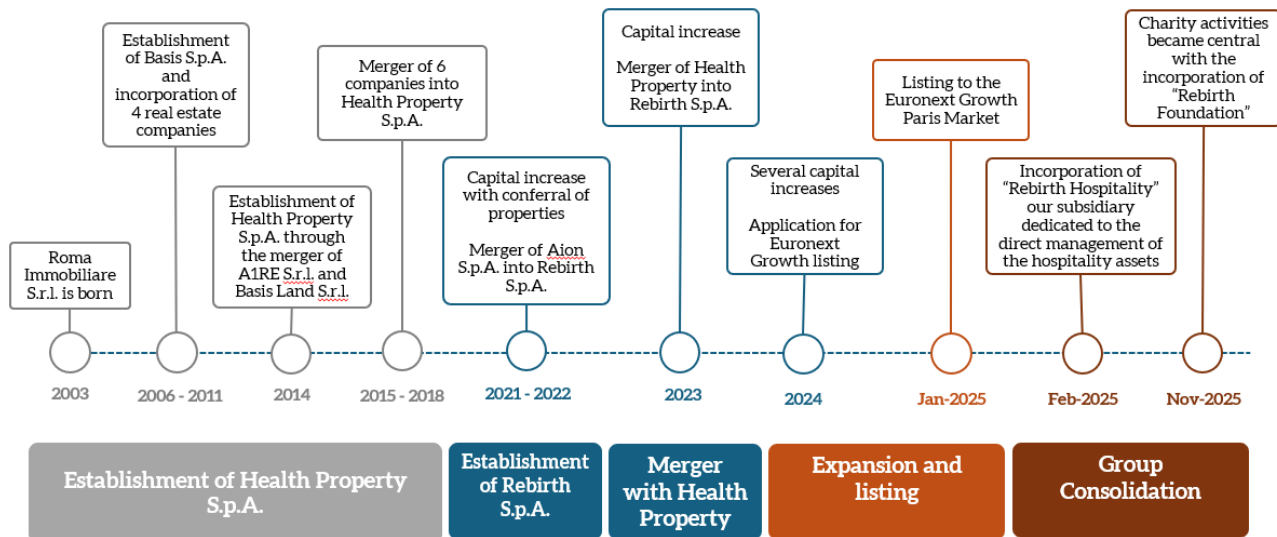 Roma
Immobiliare
S.r.l. is born
Establishment
of Basis S.p.A.
and
incorporation of
4 real estate
companies
Establishment of
Health Property
S.p.A. through
the merger of
A1RE S.r.l. and
Basis Land S.r.l.
Merger of 6
companies into
Health Property
S.p.A.
Capital increase
with conferral of
properties
Merger of Aion
S.p.A. into Rebirth
S.p.A.
Capital increase
Merger of Health
Property into
Rebirth S.p.A.
Several capital
increases
Application for
Euronext
Growth listing
Listing to the
Euronext Growth
Paris Market
Incorporation of
“Rebirth Hospitality”
our subsidiary
dedicated to the
direct management of
the hospitality assets
Charity activities
became central with
the incorporation of
“Rebirth
Foundation”
2003
2006 - 2011
2014
2015 - 2018
2021 - 2022
2023
2024
Jan-2025
Feb-2025
Nov-2025
Establishment of Health Property
S.p.A.
Establishment
of Rebirth
S.p.A.
Merger
with Health
Property
Expansion and
listing
Group
Consolidation